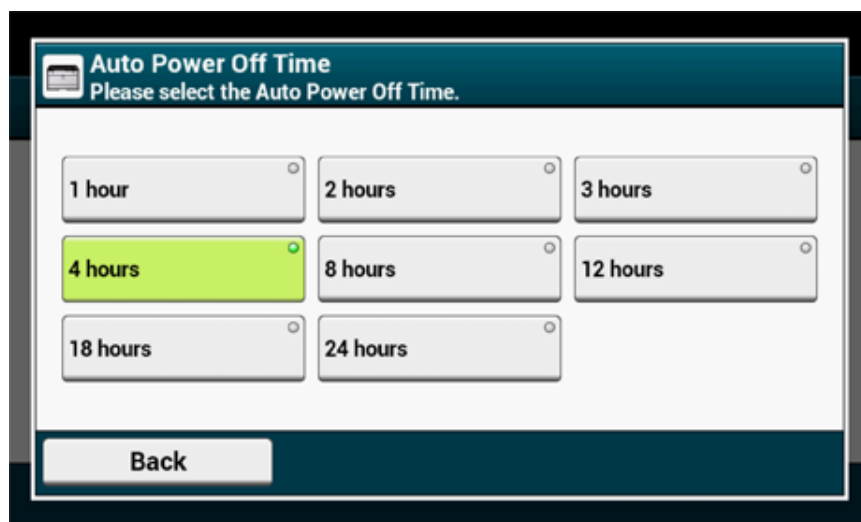 Auto Power Off Time
Please select the Auto Power Off Time.
1 hour
2 hours
3 hours
4 hours
8 hours
12 hours
18 hours
24 hours
Back